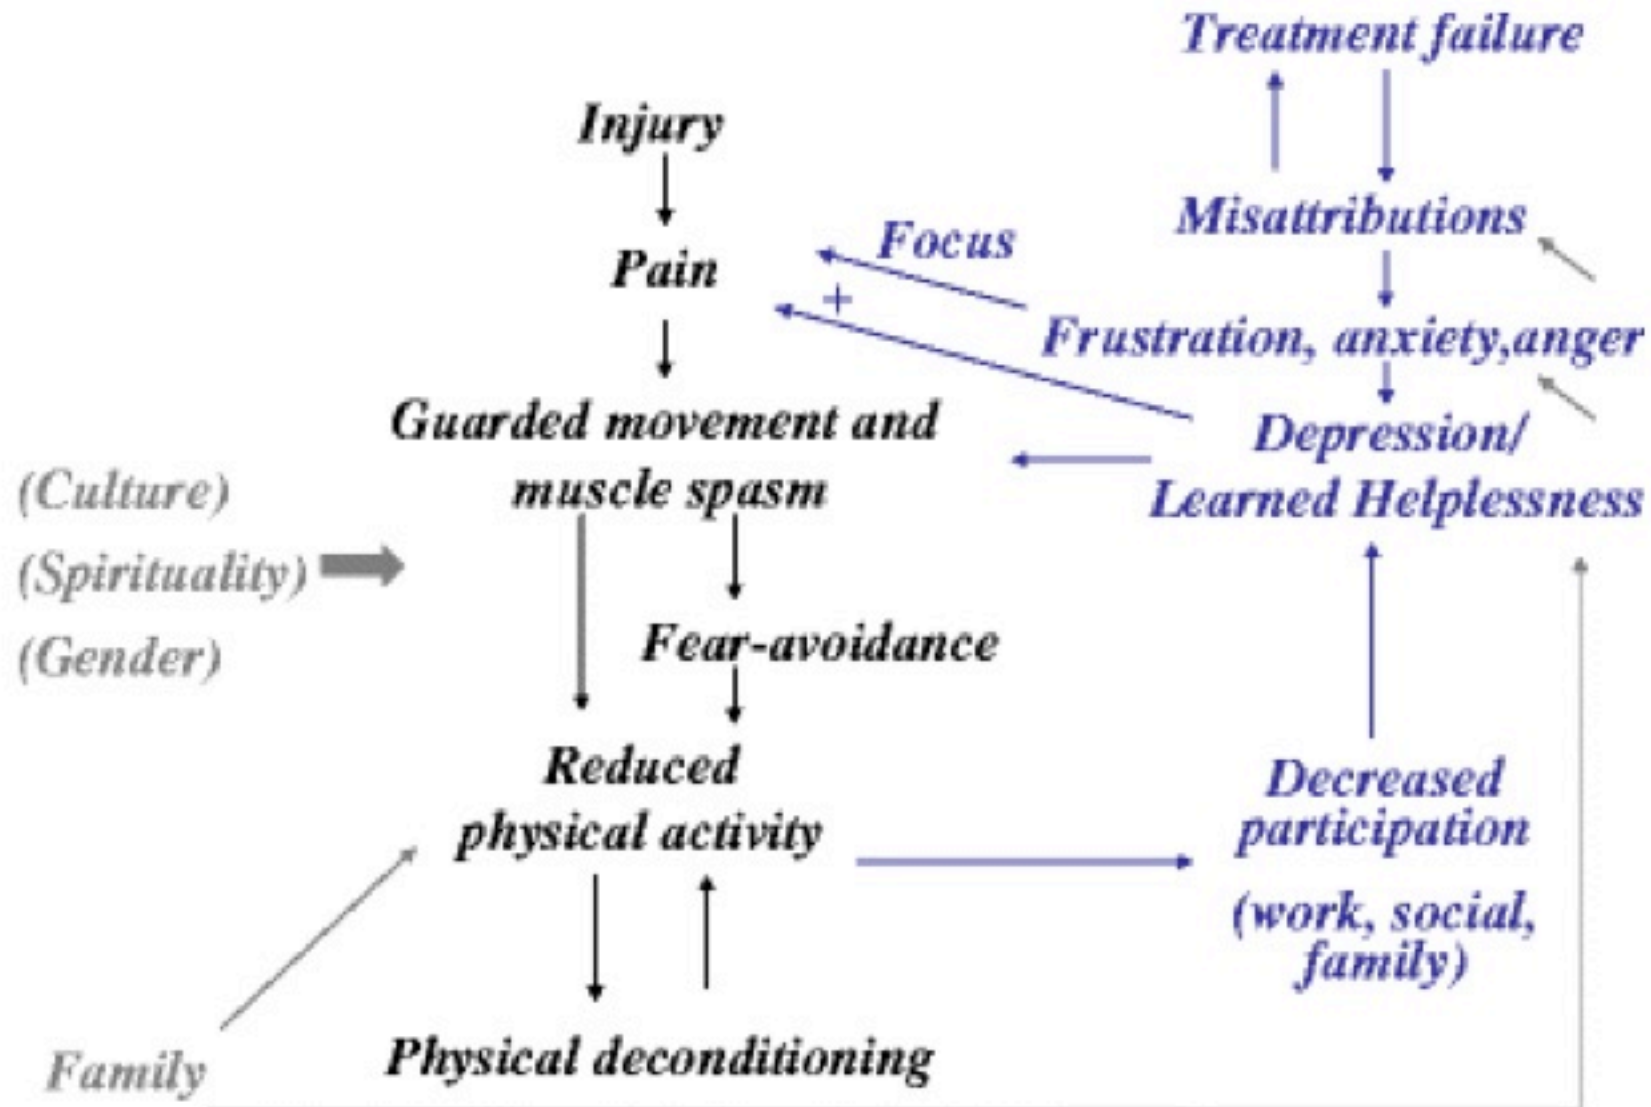 Treatment failure
Injury
Misattributions
Focus
Pain
+
Frustration, anxiety,anger
Guarded movement and
muscle spasm
Depression/
Learned Helplessness
(Culture)
(Spirituality)
(Gender)
Fear-avoidance
Reduced
physical activity
Decreased
participation
(work, social,
family)
Family
Physical deconditioning